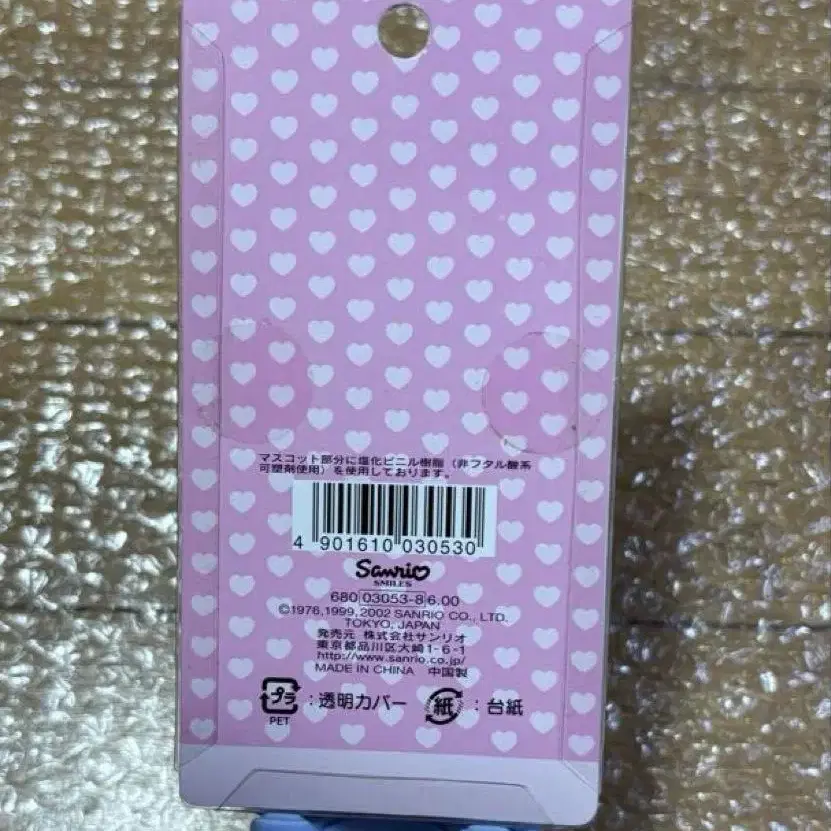 マスコット部分に塩化ビニル樹脂（非フタル酸系
可塑剤使用）を使用しております。
4 901610 030530
Sanrio
SMILES
680 03053-8 6.00
©1976,1999,2002 SANRIO CO., LTD.
TOKYO, JAPAN
発売元 株式会社サンリオ
東京都品川区大崎1-6-1
http://www.sanrio.co.jp/
MADE IN CHINA 中国製
プラ : 透明カバー 紙 : 台紙
PET